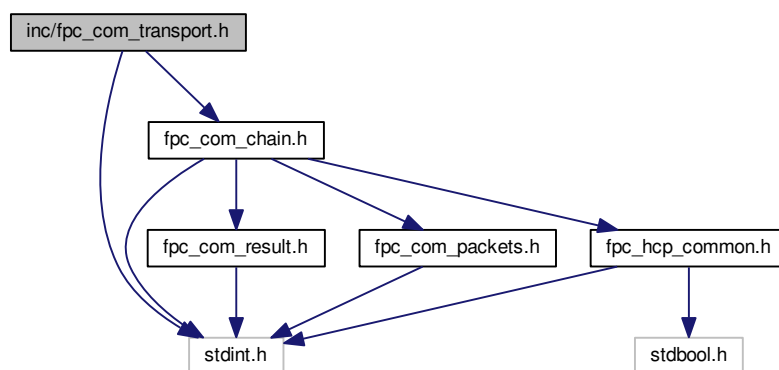 inc/fpc_com_transport.h
fpc_com_chain.h
fpc_com_result.h
fpc_com_packets.h
fpc_hcp_common.h
stdint.h
stdbool.h